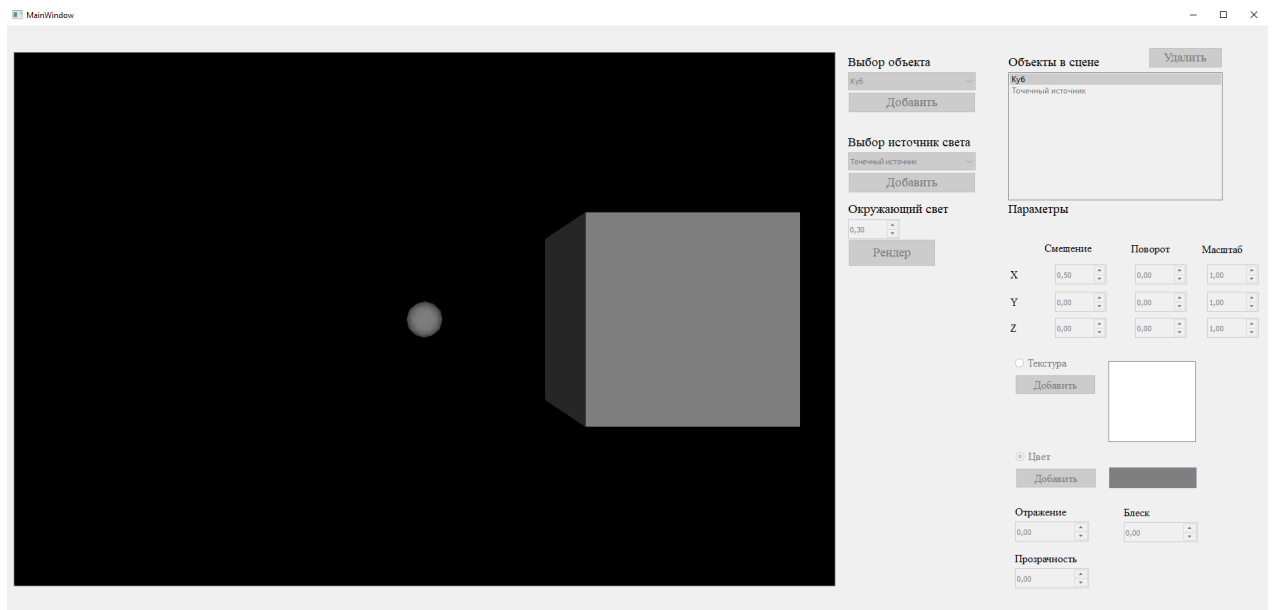 MainWindow
Выбор объекта
Куб
Добавить
Выбор источник света
Точечный источник
Добавить
Окружающий свет
0,30
Рендер
Объекты в сцене
Удалить
Куб
Точечный источник
Параметры
Смещение Поворот Масштаб
X 0,50 0,00 1,00
Y 0,00 0,00 1,00
Z 0,00 0,00 1,00
Текстура
Добавить
Цвет
Добавить
Отражение Блеск
0,00 0,00
Прозрачность
0,00